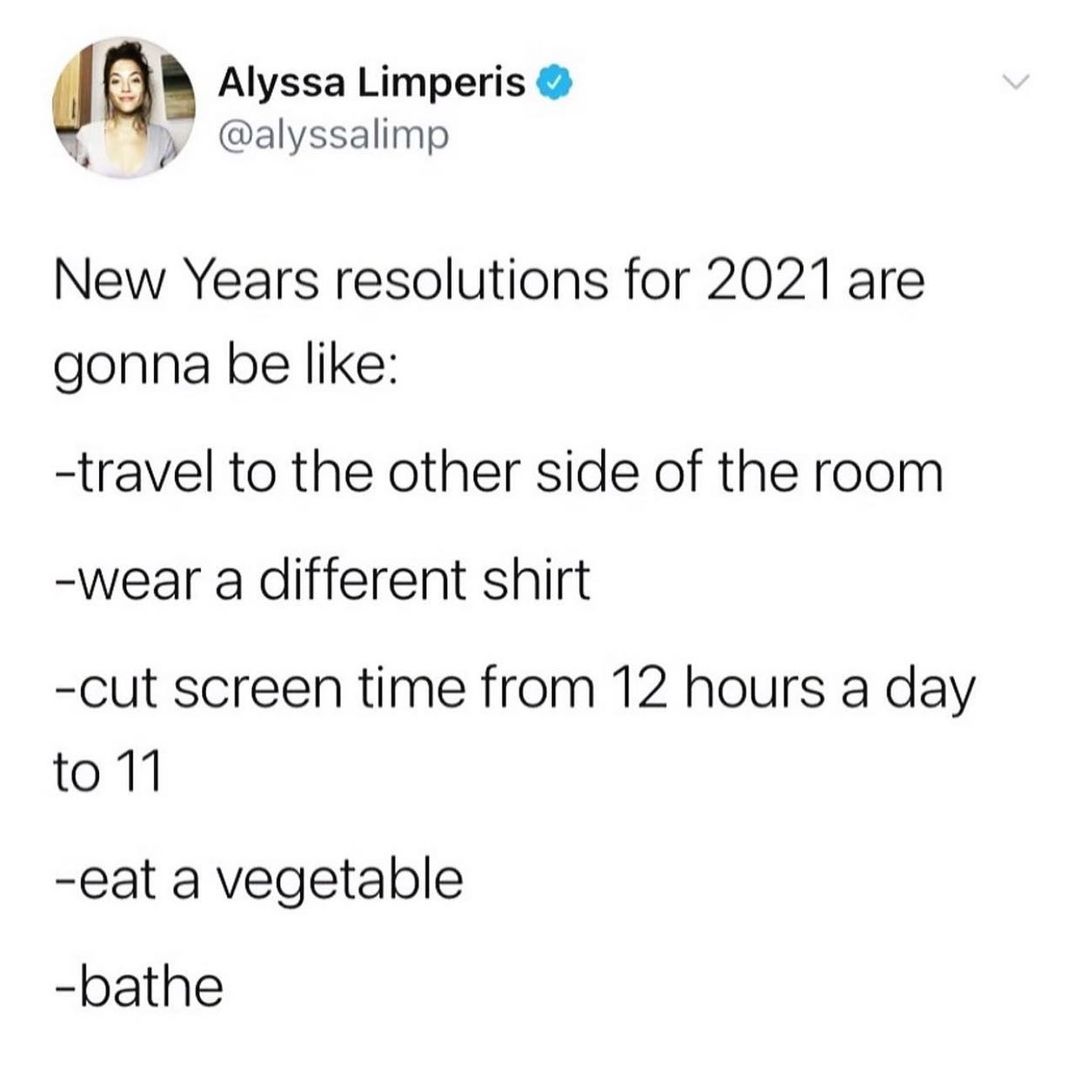 Alyssa Limperis
@alyssalimp
New Years resolutions for 2021 are
gonna be like:
-travel to the other side of the room
-wear a different shirt
-cut screen time from 12 hours a day
to 11
-eat a vegetable
-bathe